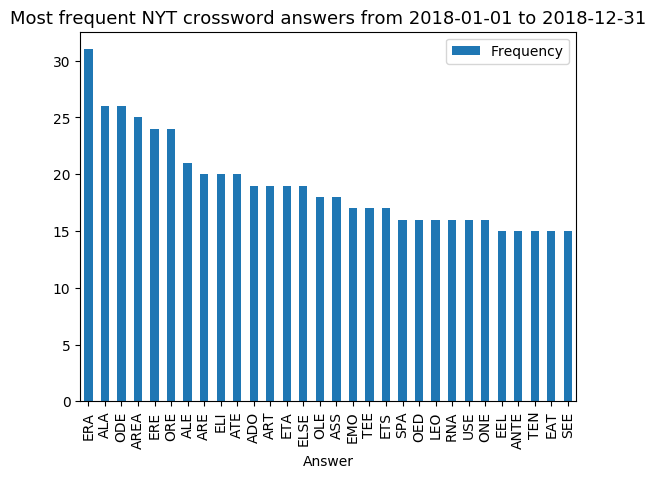 Most frequent NYT crossword answers from 2018-01-01 to 2018-12-31
Frequency
30
25
20
15
10
5
0
ERA
ALA
ODE
AREA
ERE
ORE
ALE
ARE
ELI
ATE
ADO
ART
ETA
ELSE
OLE
ASS
EMO
TEE
ETS
SPA
OED
LEO
RNA
USE
ONE
EEL
ANTE
TEN
EAT
SEE
Answer